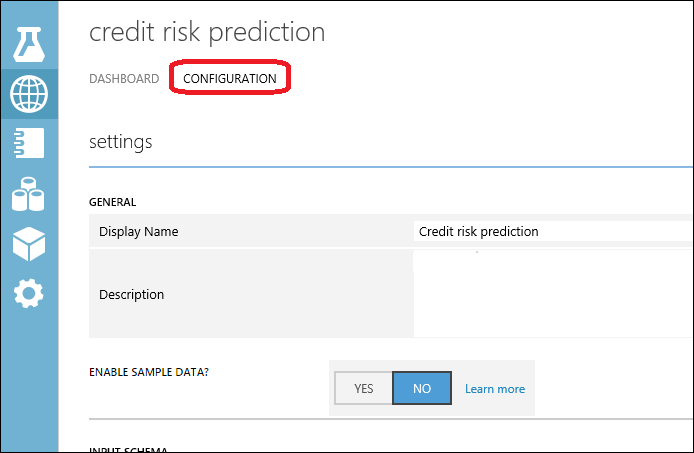 credit risk prediction
DASHBOARD CONFIGURATION
settings
GENERAL
Display Name Credit risk prediction
Description
ENABLE SAMPLE DATA? YES NO Learn more
INPUT SCHEMA